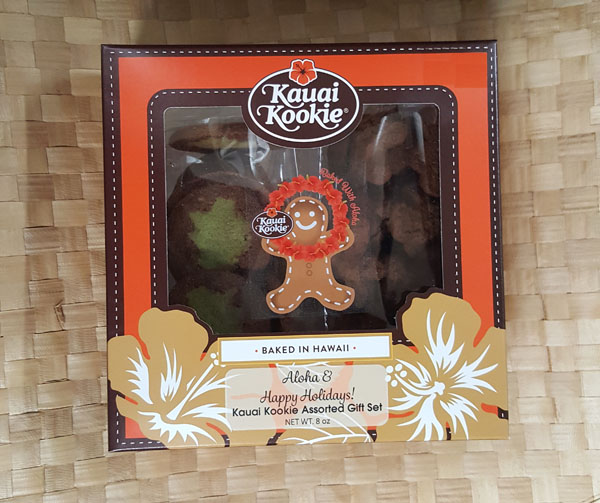 Kauai
Kookie®
Baked With Aloha
Kauai
Kookie
• BAKED IN HAWAII •
Aloha &
Happy Holidays!
Kauai Kookie Assorted Gift Set
NET WT. 8 oz